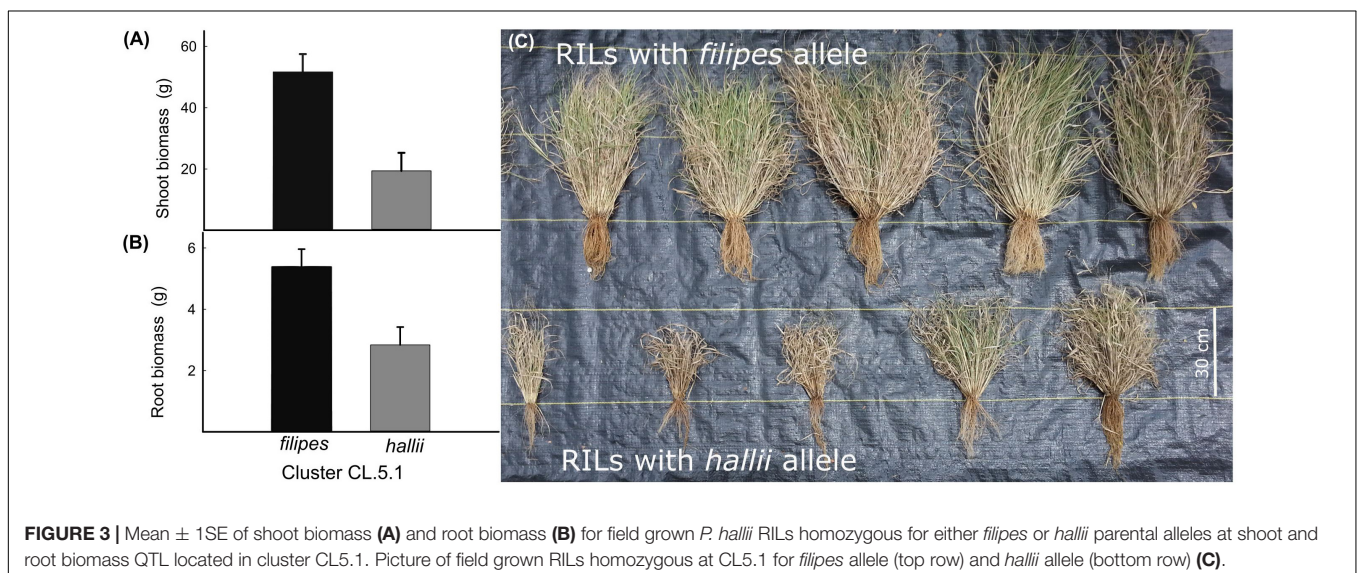 (A)
60
40
20
Shoot biomass (g)
(B)
6
4
2
Root biomass (g)
filipes hallii
Cluster CL.5.1
(C)
RILs with filipes allele
30 cm
RILs with hallii allele
FIGURE 3 | Mean ± 1SE of shoot biomass (A) and root biomass (B) for field grown P. hallii RILs homozygous for either filipes or hallii parental alleles at shoot and
root biomass QTL located in cluster CL5.1. Picture of field grown RILs homozygous at CL5.1 for filipes allele (top row) and hallii allele (bottom row) (C).